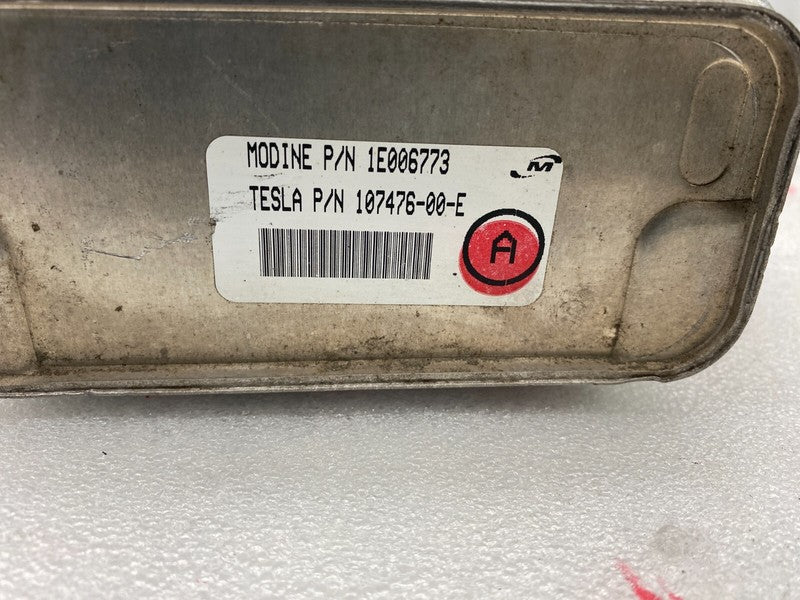 MODINE P/N 1E006773
M
TESLA P/N 107476-00-E
A